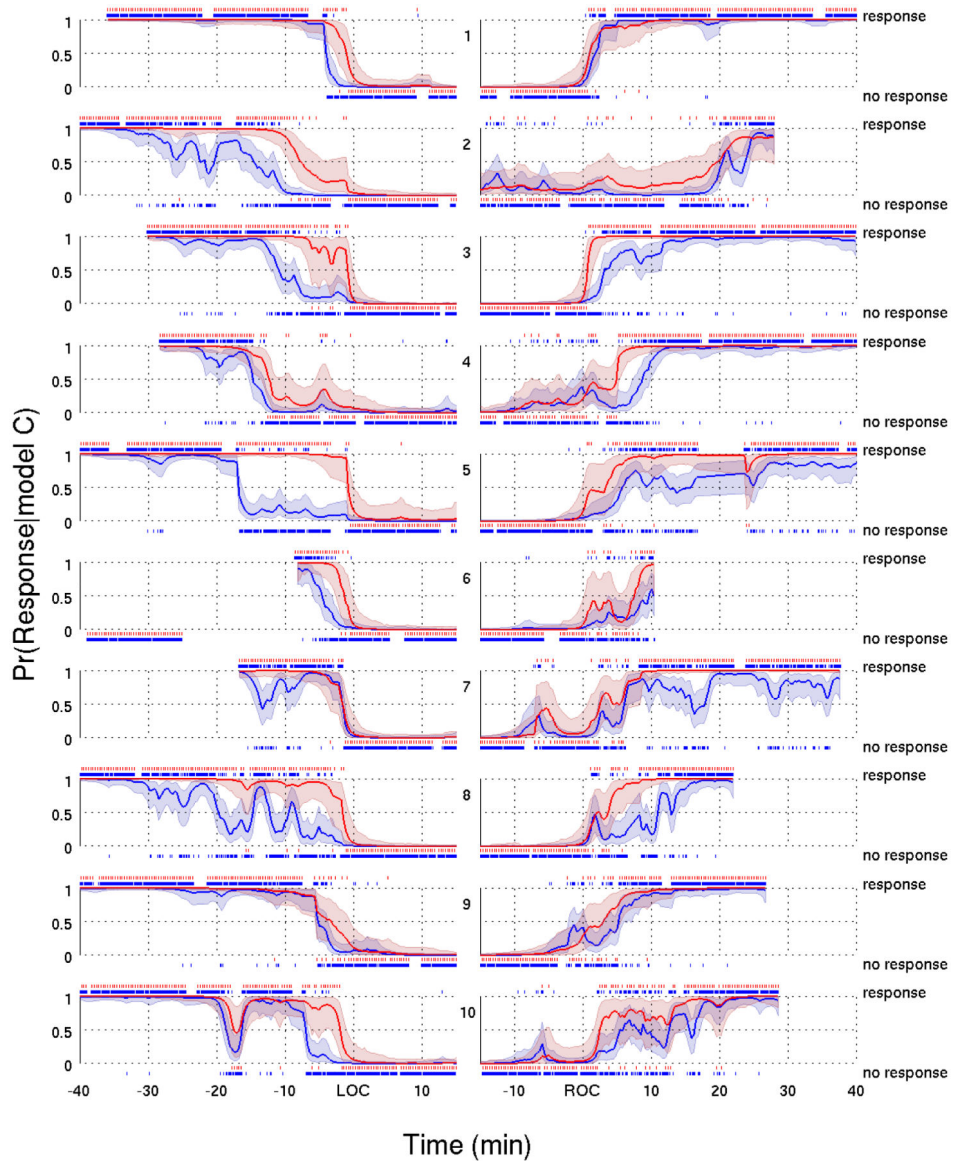 response
1 0.5 0 1
no response
response
1 0.5 0 2
no response
response
1 0.5 0 3
no response
response
1 0.5 0 4
no response
response
1 0.5 0 5
no response
response
1 0.5 0 6
no response
response
1 0.5 0 7
no response
response
1 0.5 0 8
no response
response
1 0.5 0 9
no response
response
1 0.5 0 10
no response
-40 -30 -20 -10 LOC 10 -10 ROC 10 20 30 40
Time (min)
Pr(Response|model C)